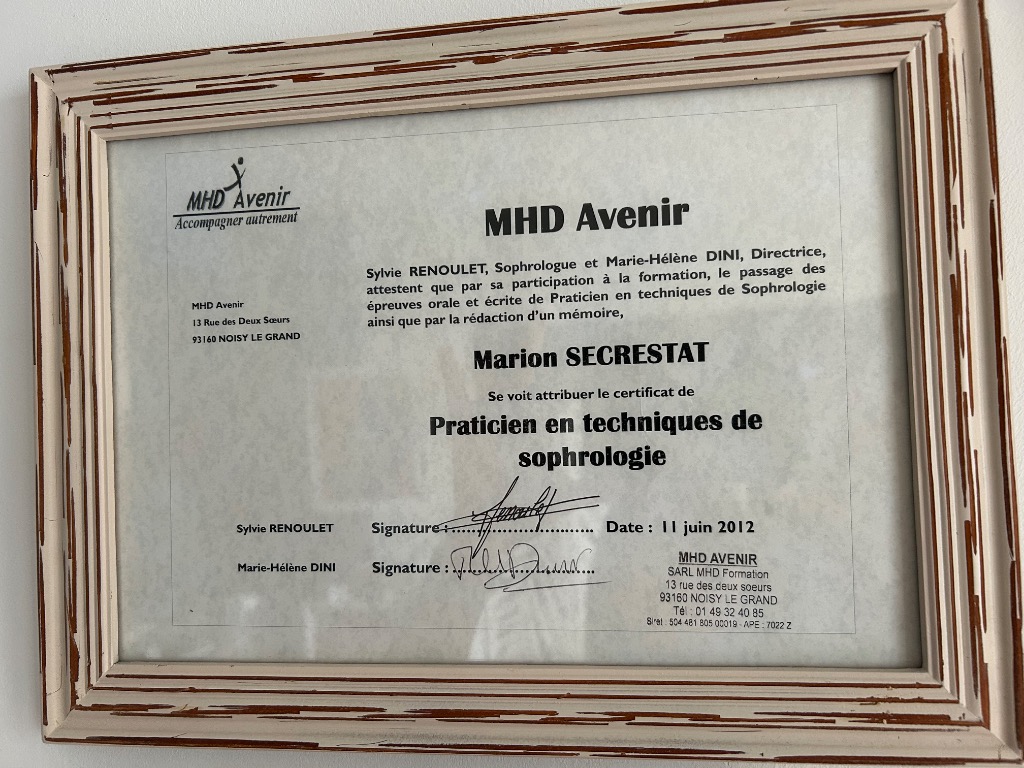 MHD Avenir
Accompagner autrement
MHD Avenir
13 Rue des Deux Sœurs
93160 NOISY LE GRAND
MHD Avenir
Sylvie RENOULET, Sophrologue et Marie-Hélène DINI, Directrice,
attestent que par sa participation à la formation, le passage des
épreuves orale et écrite de Praticien en techniques de Sophrologie
ainsi que par la rédaction d'un mémoire,
Marion SECRESTAT
Se voit attribuer le certificat de
Praticien en techniques de
sophrologie
Sylvie RENOULET Signature : Date : 11 juin 2012
Marie-Hélène DINI Signature :
MHD AVENIR
SARL MHD Formation
13 rue des deux soeurs
93160 NOISY LE GRAND
Tél : 01 49 32 40 85
Siret : 504 481 805 00019 - APE : 7022 Z